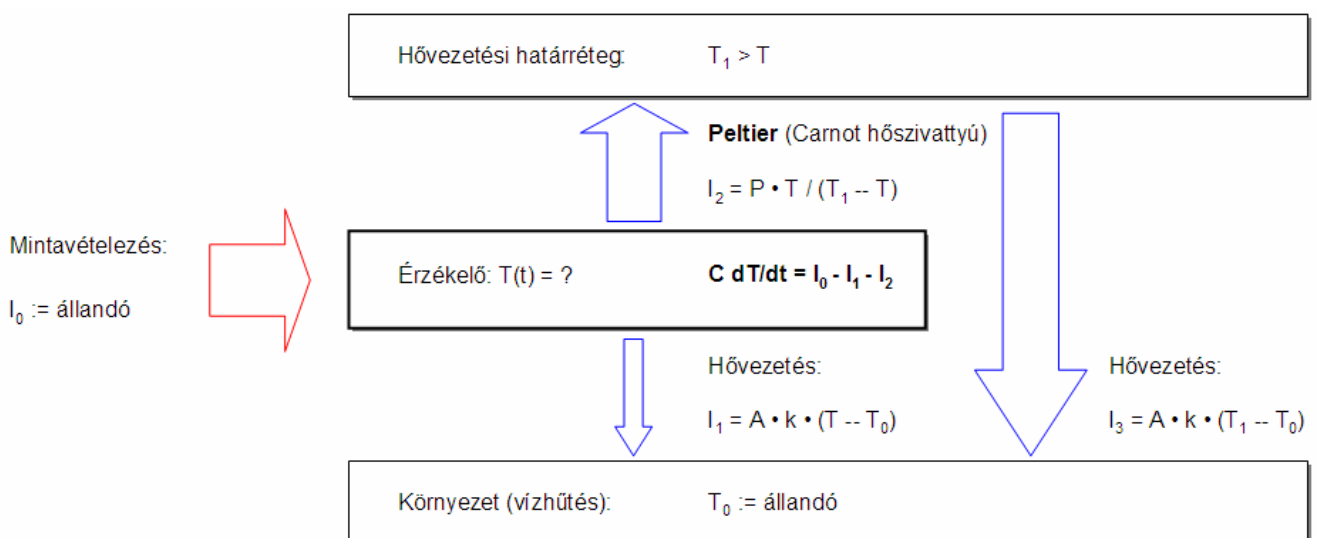 Hővezetési határréteg: T₁ > T
Peltier (Carnot hőszivattyú)
I₂ = P • T / (T₁ -- T)
Mintavételezés:
I₀ := állandó
Érzékelő: T(t) = ? C dT/dt = I₀ - I₁ - I₂
Hővezetés:
I₁ = A • k • (T -- T₀)
Hővezetés:
I₃ = A • k • (T₁ -- T₀)
Környezet (vízhűtés): T₀ := állandó